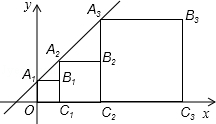 y
A₃
B₃
A₂
B₂
A₁
B₁
O
C₁
C₂
C₃
x